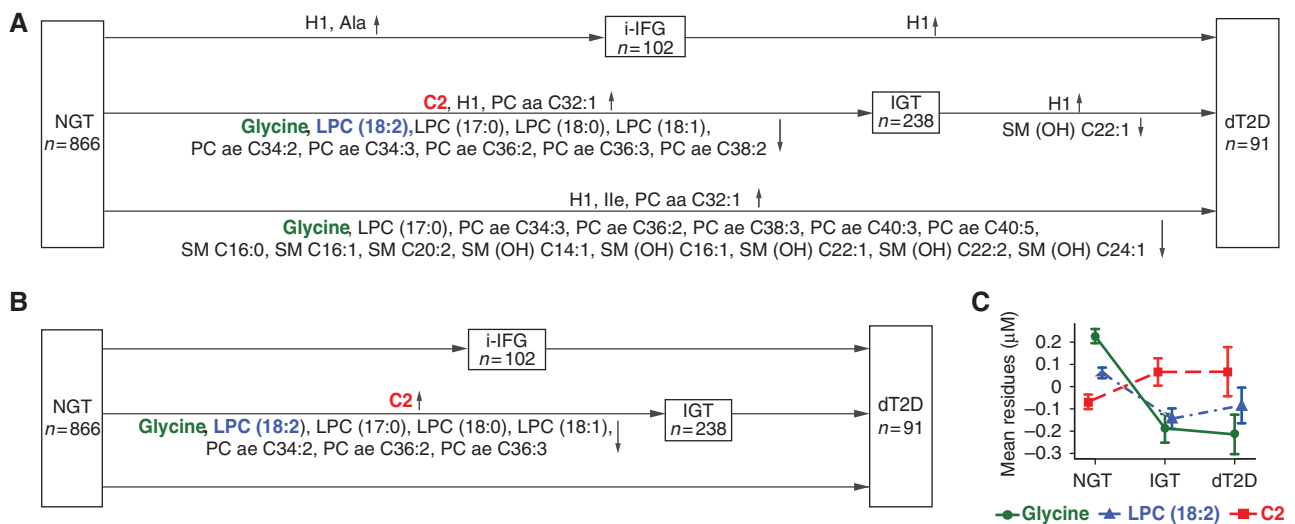 A
NGT
n=866
H1, Ala ↑
i-IFG
n=102
H1↑
C2, H1, PC aa C32:1 ↑
Glycine, LPC (18:2),LPC (17:0), LPC (18:0), LPC (18:1),
PC ae C34:2, PC ae C34:3, PC ae C36:2, PC ae C36:3, PC ae C38:2 ↓
IGT
n=238
H1 ↑
SM (OH) C22:1 ↓
H1, Ile, PC aa C32:1 ↑
Glycine, LPC (17:0), PC ae C34:3, PC ae C36:2, PC ae C38:3, PC ae C40:3, PC ae C40:5,
SM C16:0, SM C16:1, SM C20:2, SM (OH) C14:1, SM (OH) C16:1, SM (OH) C22:1, SM (OH) C22:2, SM (OH) C24:1 ↓
dT2D
n=91
B
NGT
n=866
i-IFG
n=102
C2 ↑
Glycine, LPC (18:2), LPC (17:0), LPC (18:0), LPC (18:1),
PC ae C34:2, PC ae C36:2, PC ae C36:3 ↓
IGT
n=238
dT2D
n=91
C
Mean residues (μM)
0.2
0.1
0
−0.1
−0.2
−0.3
NGT IGT dT2D
Glycine LPC (18:2) C2